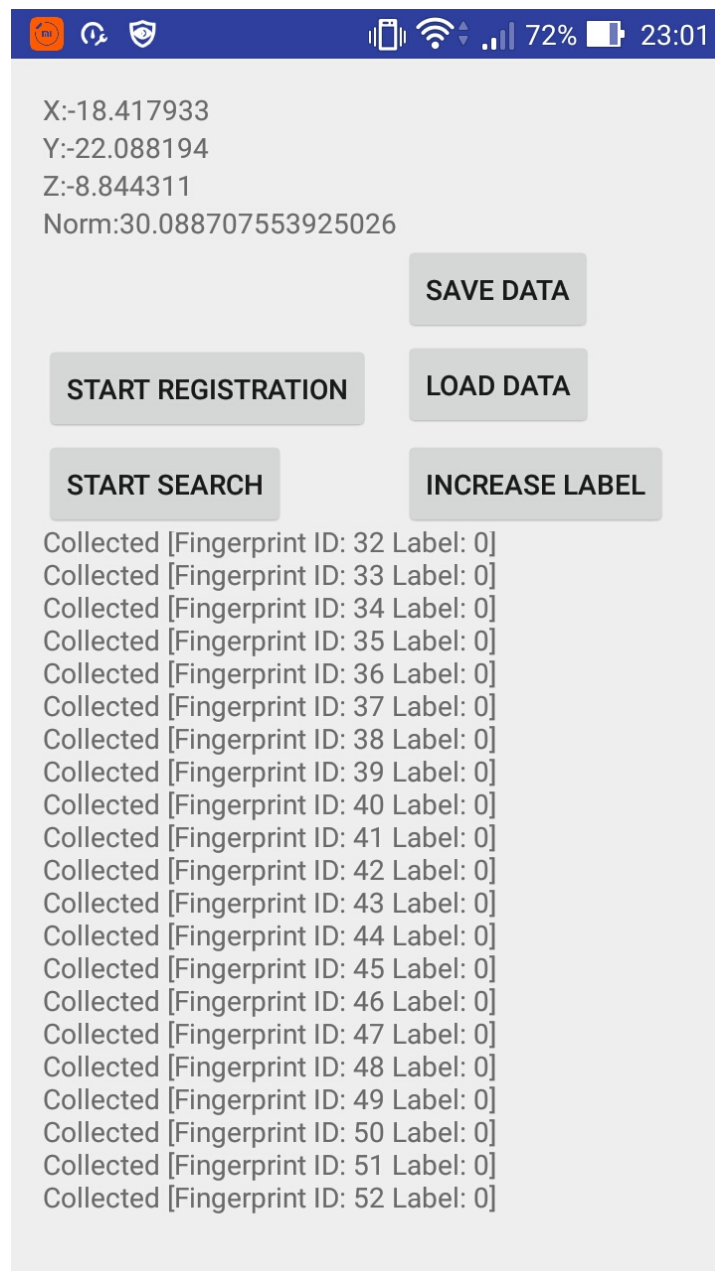 72% 23:01
X:-18.417933
Y:-22.088194
Z:-8.844311
Norm:30.088707553925026
SAVE DATA
START REGISTRATION LOAD DATA
START SEARCH INCREASE LABEL
Collected [Fingerprint ID: 32 Label: 0]
Collected [Fingerprint ID: 33 Label: 0]
Collected [Fingerprint ID: 34 Label: 0]
Collected [Fingerprint ID: 35 Label: 0]
Collected [Fingerprint ID: 36 Label: 0]
Collected [Fingerprint ID: 37 Label: 0]
Collected [Fingerprint ID: 38 Label: 0]
Collected [Fingerprint ID: 39 Label: 0]
Collected [Fingerprint ID: 40 Label: 0]
Collected [Fingerprint ID: 41 Label: 0]
Collected [Fingerprint ID: 42 Label: 0]
Collected [Fingerprint ID: 43 Label: 0]
Collected [Fingerprint ID: 44 Label: 0]
Collected [Fingerprint ID: 45 Label: 0]
Collected [Fingerprint ID: 46 Label: 0]
Collected [Fingerprint ID: 47 Label: 0]
Collected [Fingerprint ID: 48 Label: 0]
Collected [Fingerprint ID: 49 Label: 0]
Collected [Fingerprint ID: 50 Label: 0]
Collected [Fingerprint ID: 51 Label: 0]
Collected [Fingerprint ID: 52 Label: 0]